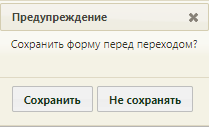 Предупреждение
Сохранить форму перед переходом?
Сохранить Не сохранять